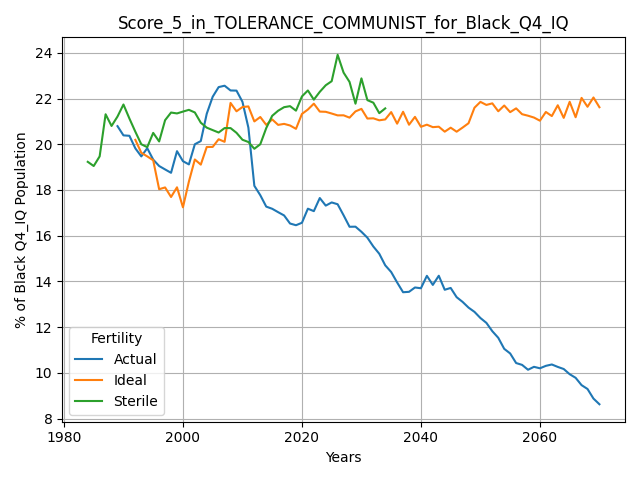 Score_5_in_TOLERANCE_COMMUNIST_for_Black_Q4_IQ
% of Black Q4_IQ Population
24
22
20
18
16
14
12
10
8
Fertility
Actual
Ideal
Sterile
1980 2000 2020 2040 2060
Years